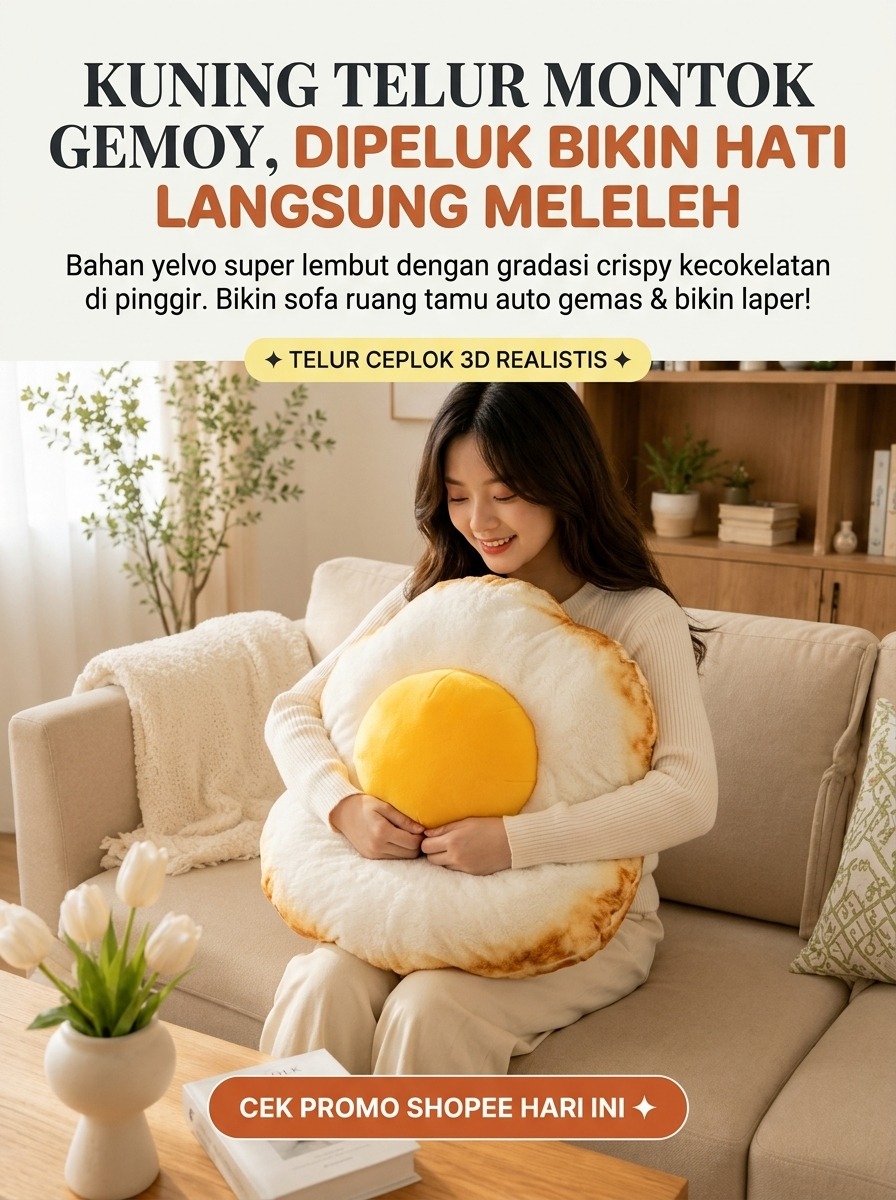 KUNING TELUR MONTOK
GEMOY, DIPELUK BIKIN HATI
LANGSUNG MELELEH
Bahan yelvo super lembut dengan gradasi crispy kecokelatan
di pinggir. Bikin sofa ruang tamu auto gemas & bikin laper!
✦ TELUR CEPLOK 3D REALISTIS ✦
CEK PROMO SHOPEE HARI INI ✦